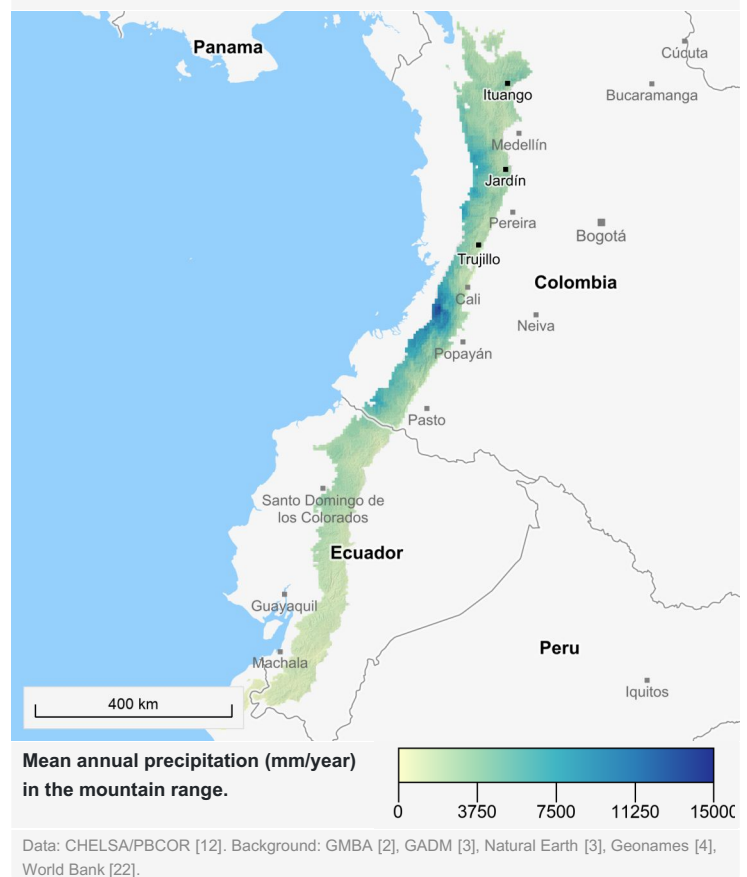 Panama
Cúcuta
Ituango
Bucaramanga
Medellín
Jardín
Pereira
Bogotá
Trujillo
Colombia
Cali
Neiva
Popayán
Pasto
Santo Domingo de
los Colorados
Ecuador
Guayaquil
Peru
Machala
Iquitos
400 km
Mean annual precipitation (mm/year)
in the mountain range.
0 3750 7500 11250 15000
Data: CHELSA/PBCOR [12]. Background: GMBA [2], GADM [3], Natural Earth [3], Geonames [4],
World Bank [22].